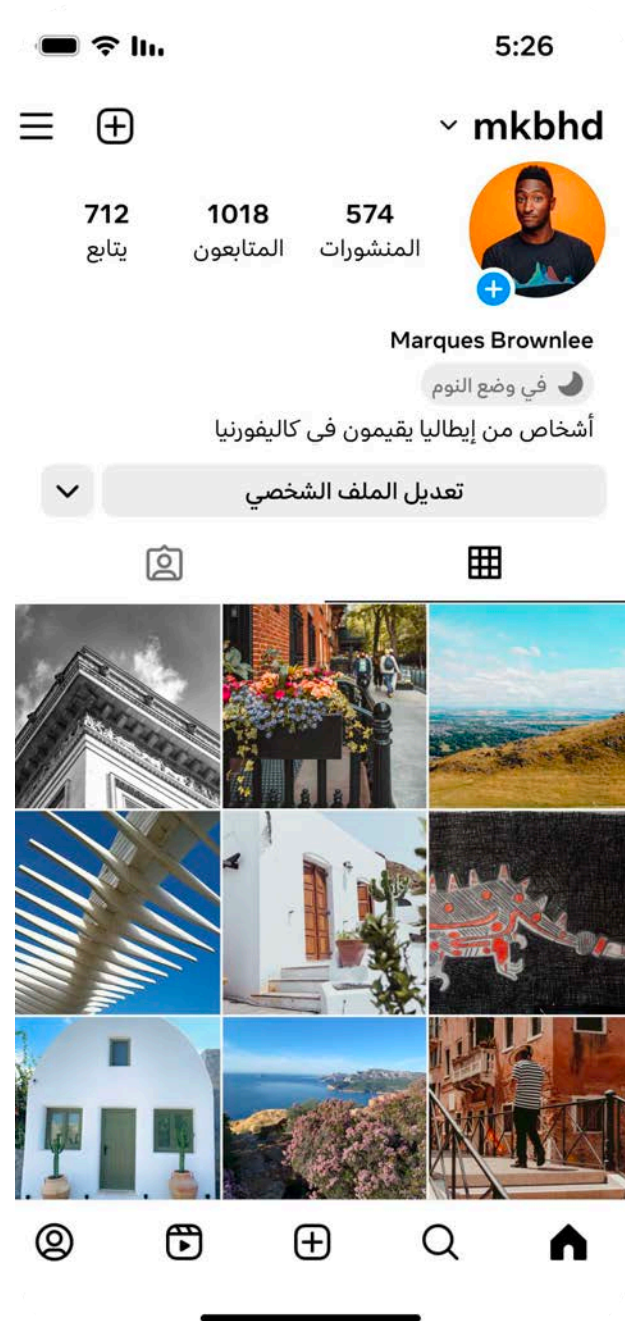 5:26
mkbhd
574 1018 712
المنشورات المتابعون يتابع
Marques Brownlee
في وضع النوم
أشخاص من إيطاليا يقيمون في كاليفورنيا
تعديل الملف الشخصي